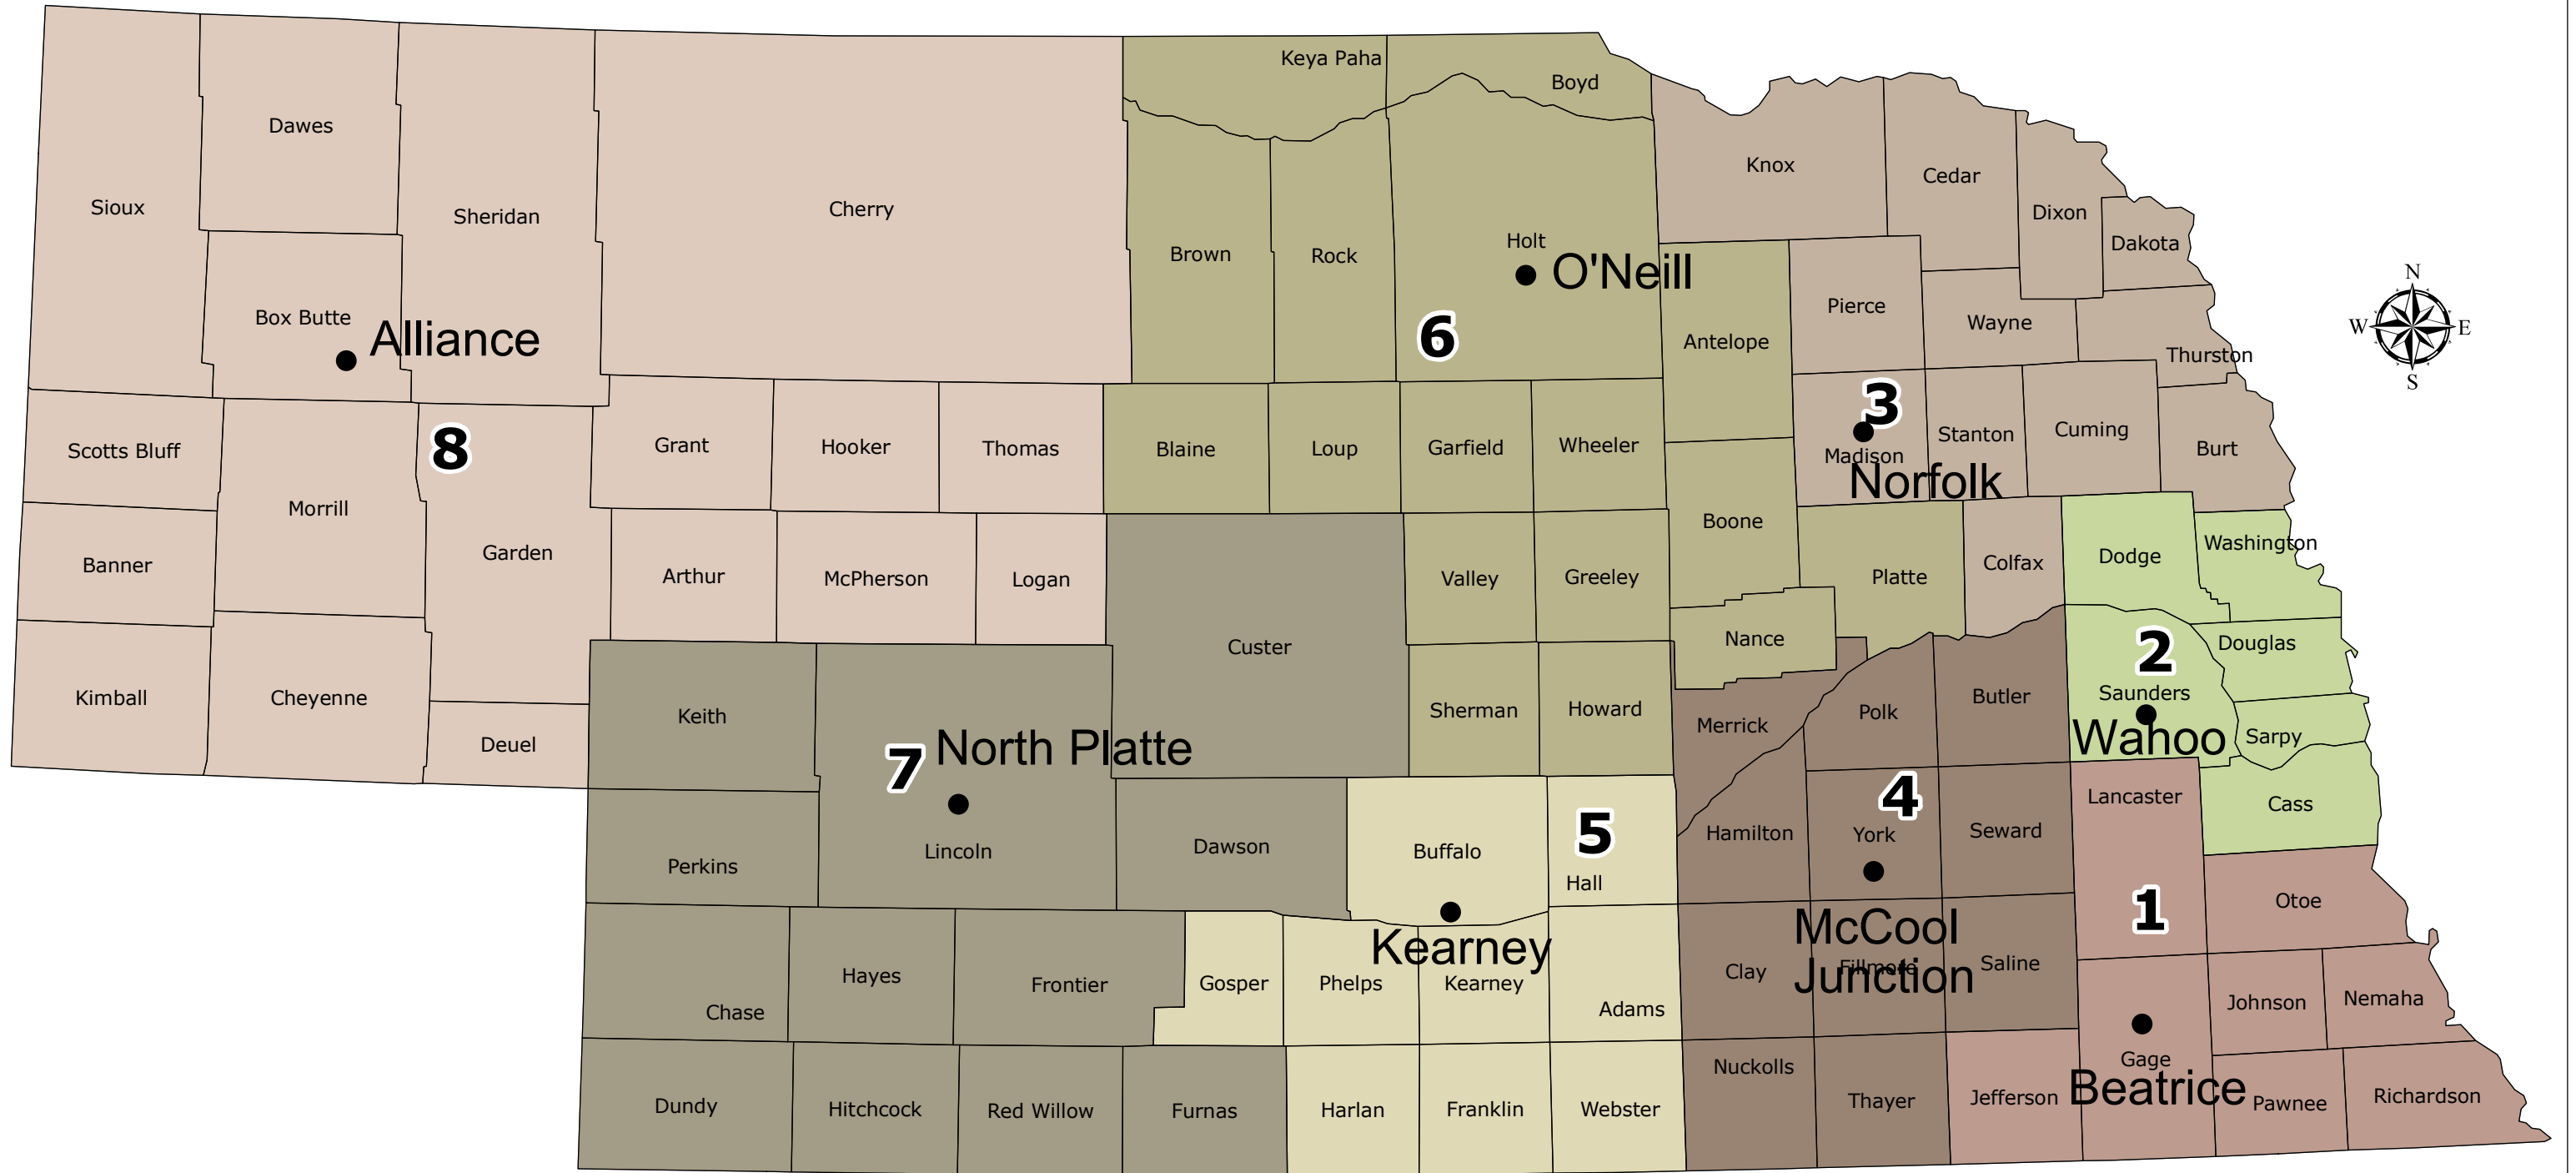 Keya Paha
Boyd
Dawes
Knox
Cedar
Sioux
Sheridan
Cherry
Dixon
Dakota
Brown
Rock
Holt
O'Neill
N
W
E
S
Box Butte
Alliance
6
Antelope
Pierce
Wayne
Thurston
Scotts Bluff
8
Grant
Hooker
Thomas
Blaine
Loup
Garfield
Wheeler
3
Madison
Norfolk
Stanton
Cuming
Burt
Morrill
Banner
Garden
Arthur
McPherson
Logan
Valley
Greeley
Boone
Platte
Colfax
Dodge
Washington
Kimball
Cheyenne
Deuel
Keith
Custer
Sherman
Howard
Nance
Merrick
Polk
Butler
2
Saunders
Wahoo
Douglas
Sarpy
7
North Platte
Lincoln
Perkins
Dawson
Buffalo
5
Hall
Hamilton
4
York
Seward
Lancaster
Cass
1
Otoe
Chase
Hayes
Frontier
Gosper
Phelps
Kearney
Kearney
Adams
Clay
McCool
Junction
Fillmore
Saline
Johnson
Nemaha
Dundy
Hitchcock
Red Willow
Furnas
Harlan
Franklin
Webster
Nuckolls
Thayer
Jefferson
Gage
Beatrice
Pawnee
Richardson